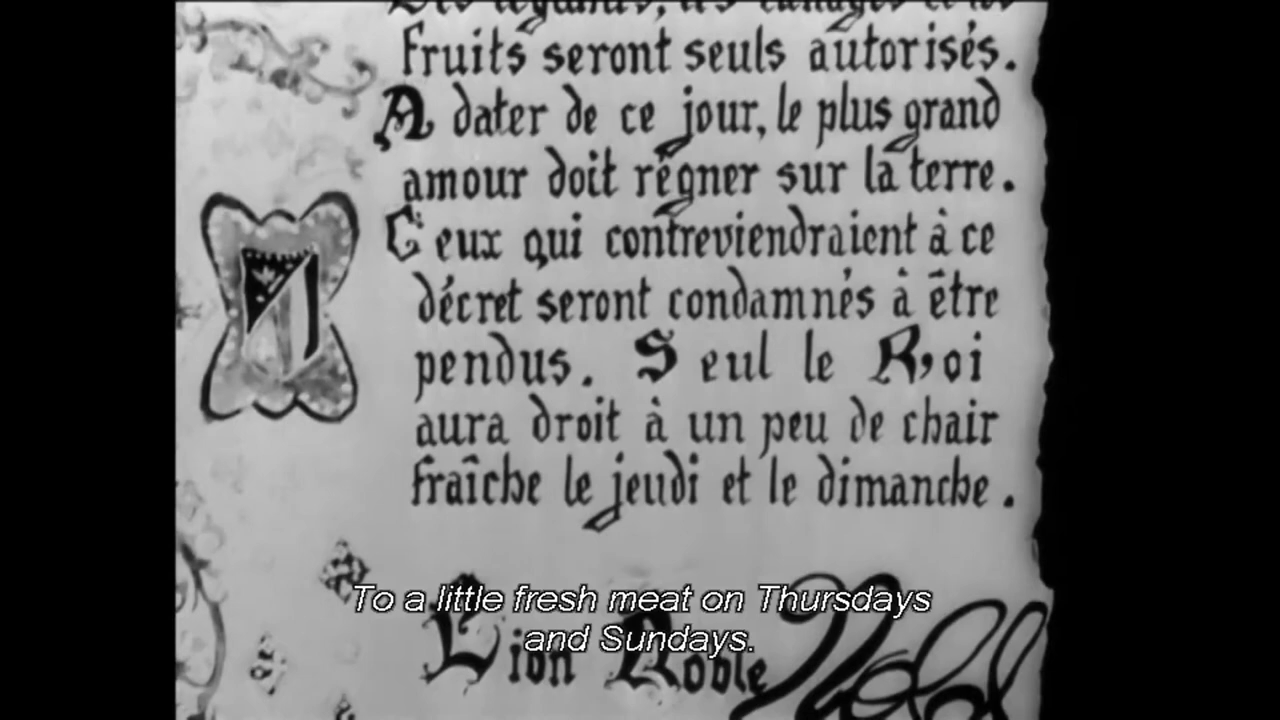 Fruits seront seuls autorisés.
A dater de ce jour, le plus grand
amour doit régner sur la terre.
Ceux qui contreviendraient à ce
décret seront condamnés à être
pendus. Seul le Roi
aura droit à un peu de chair
fraîche le jeudi et le dimanche.
To a little fresh meat on Thursdays
and Sundays.
Lion Noble